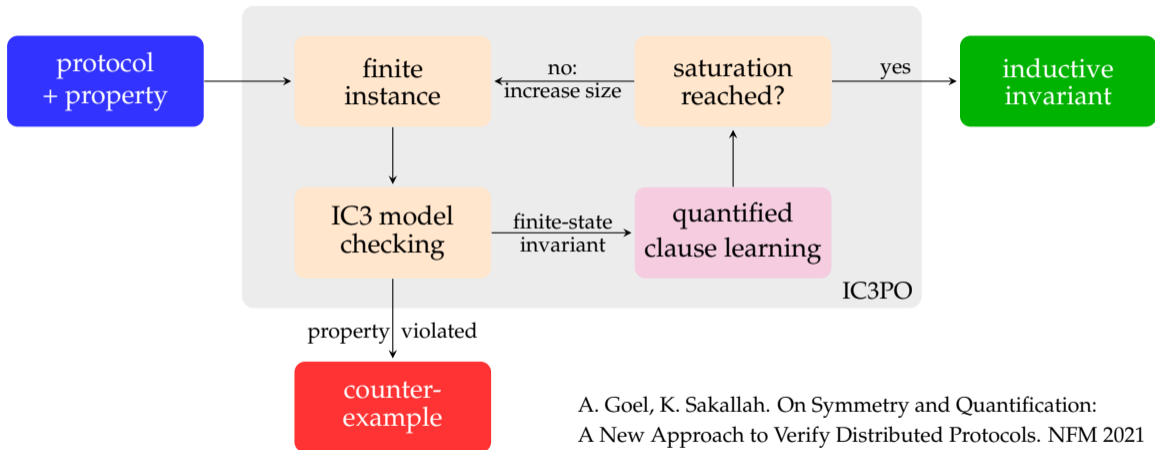 protocol
+ property
finite
instance
no:
increase size
saturation
reached?
yes
inductive
invariant
IC3 model
checking
finite-state
invariant
quantified
clause learning
IC3PO
property violated
counter-
example
A. Goel, K. Sakallah. On Symmetry and Quantification:
A New Approach to Verify Distributed Protocols. NFM 2021